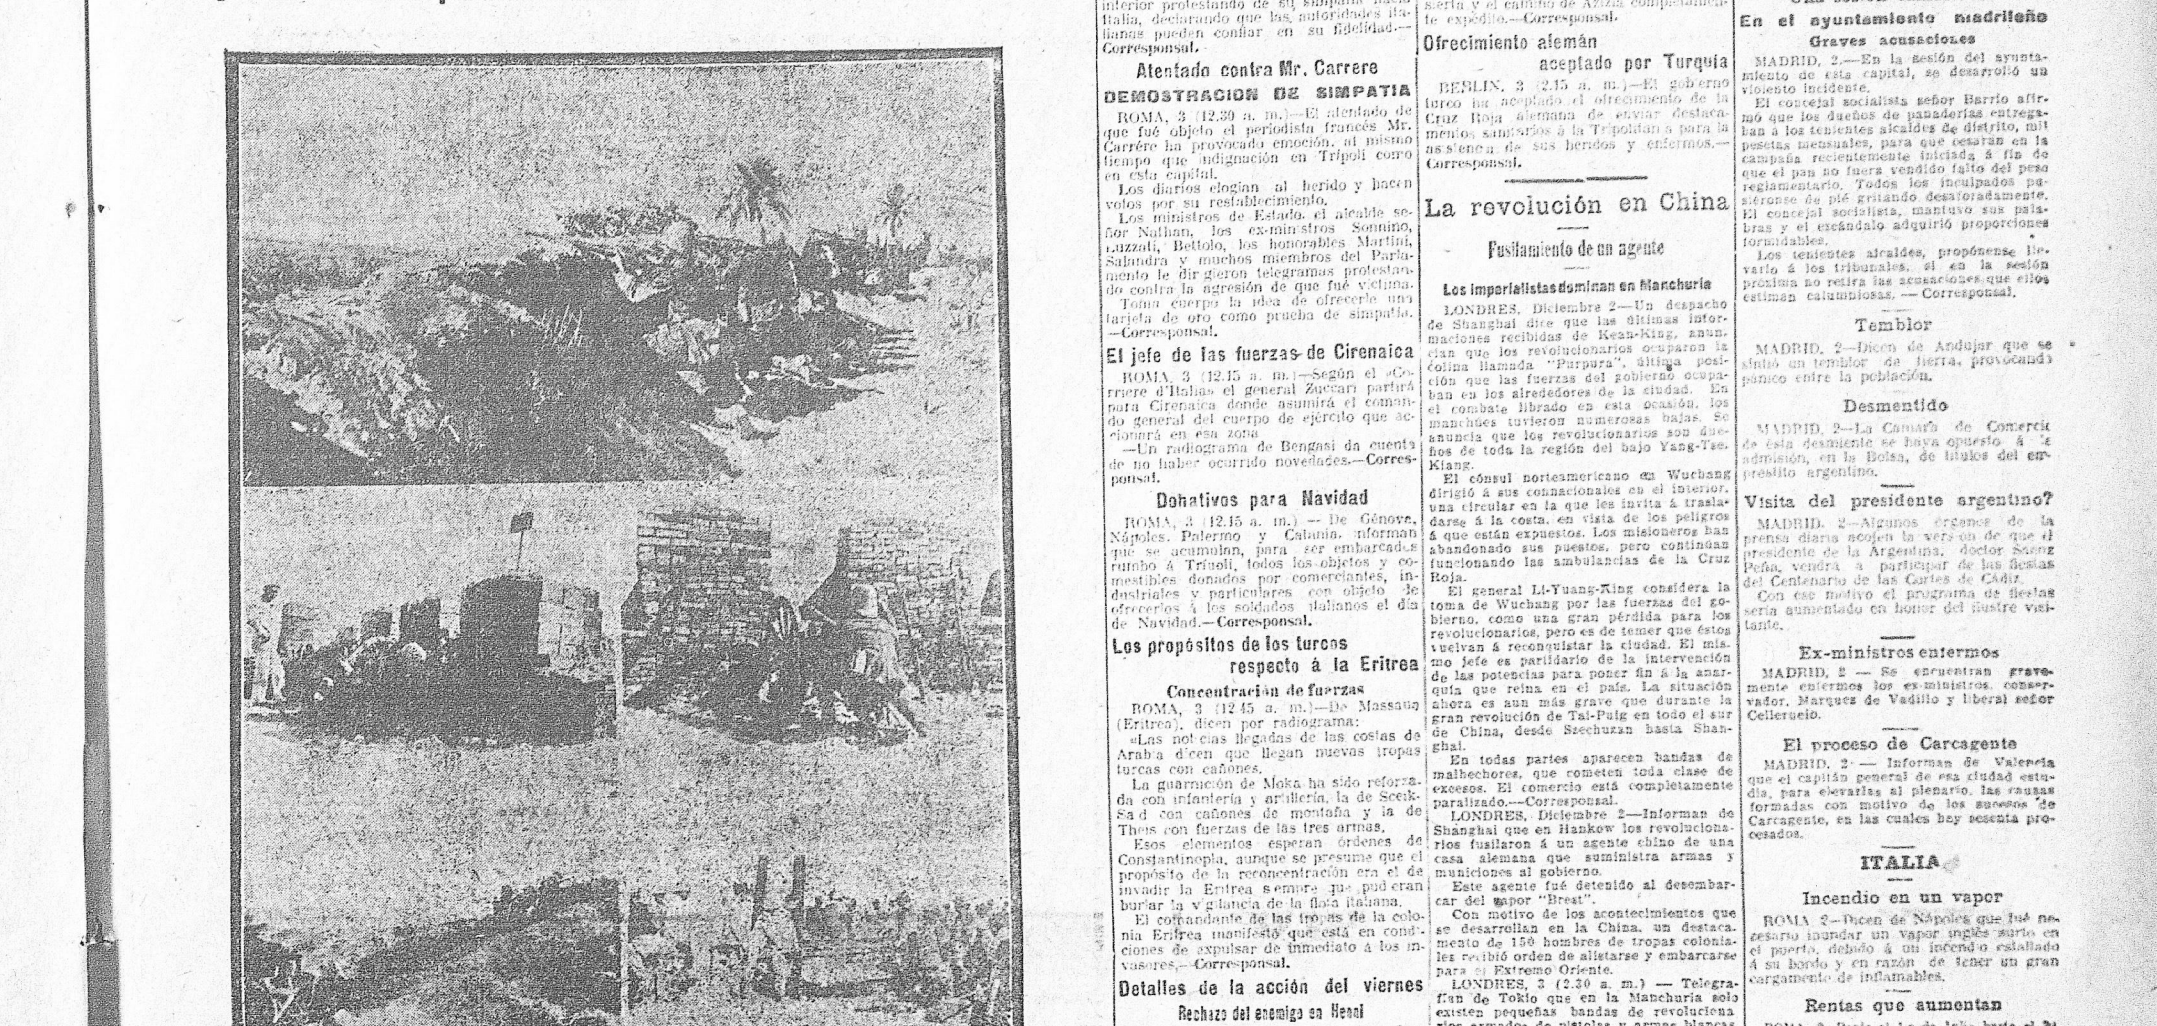 Italia, declarando que las autoridades ita-
lianas pueden confiar en su fidelidad.—
Corresponsal.
Atentado contra Mr. Carrere
DEMOSTRACION DE SIMPATIA
ROMA, 3 (12.30 a. m.)—El atentado de
que fué objeto el periodista francés Mr.
Carrére ha provocado emoción, al mismo
tiempo que indignación en Trípoli como
en esta capital.
Los diarios elogian al herido y hacen
votos por su restablecimiento.
Los ministros de Estado, el alcalde se-
ñor Nathan, los ex-ministros Sonnino,
Luzzati, Bettolo, los honorables Martini,
Salandra y muchos miembros del Parla-
mento le dirigieron telegramas protestan-
do contra la agresión de que fué víctima.
Toma cuerpo la idea de ofrecerle una
tarjeta de oro como prueba de simpatía.
—Corresponsal.
El jefe de las fuerzas de Cirenaica
ROMA, 3 (12.15 a. m.)—Según el «Co-
rriere d'Italia» el general Zuccari partirá
para Cirenaica donde asumirá el coman-
do general del cuerpo de ejército que ac-
cionará en esa zona
—Un radiograma de Bengasi da cuenta
de no haber ocurrido novedades.—Corres-
ponsal.
Donativos para Navidad
ROMA, 3 (12.15 a. m.) — De Génova,
Nápoles, Palermo y Catania, informan
que se acumulan, para ser embarcados
rumbo á Trípoli, todos los objetos y co-
mestibles donados por comerciantes, in-
dustriales y particulares con objeto de
ofrecerlos á los soldados italianos el día
de Navidad.—Corresponsal.
Los propósitos de los turcos
respecto á la Eritrea
Concentración de fuerzas
ROMA, 3 (12 45 a. m.)—De Massaua
(Eritrea), dicen por radiograma:
«Las noticias llegadas de las costas de
Arabia dicen que llegan nuevas tropas
turcas con cañones.
La guarnición de Moka ha sido reforza-
da con infantería y artillería, la de Sceik-
Said con cañones de montaña y la de
Theis con fuerzas de las tres armas.
Esos elementos esperan órdenes de
Constantinopla, aunque se presume que el
propósito de la reconcentración era el de
invadir la Eritrea siempre que pudieran
burlar la vigilancia de la flota italiana.
El comandante de las tropas de la colo-
nia Eritrea manifestó que está en condi-
ciones de expulsar de inmediato á los in-
vasores.—Corresponsal.
Detalles de la acción del viernes
Rechazo del enemigo en Henni
te expédito.—Corresponsal.
Ofrecimiento alemán
aceptado por Turquia
BERLIN, 3 (2.15 a. m.)—El gobierno
turco ha aceptado el ofrecimiento de la
Cruz Roja alemana de enviar destaca-
mentos sanitarios á la Tripolitania para la
asistencia de sus heridos y enfermos.—
Corresponsal.
La revolución en China
Fusilamiento de un agente
Los imperialistas dominan en Manchuria
LONDRES, Diciembre 2—Un despacho
de Shanghai dice que las últimas infor-
maciones recibidas de Kean-King, anun-
cian que los revolucionarios ocuparon la
colina llamada "Purpura", última posi-
ción que las fuerzas del gobierno ocupa-
ban en los alrededores de la ciudad. En
el combate librado en esta ocasión, los
manchúes tuvieron numerosas bajas. Se
anuncia que los revolucionarios son due-
ños de toda la región del bajo Yang-Tse-
Kiang.
El cónsul norteamericano en Wuchang
dirigió á sus connacionales en el interior,
una circular en la que les invita á trasla-
darse á la costa, en vista de los peligros
á que están expuestos. Los misioneros han
abandonado sus puestos, pero continúan
funcionando las ambulancias de la Cruz
Roja.
El general Li-Yuang-King considera la
toma de Wuchang por las fuerzas del go-
bierno, como una gran pérdida para los
revolucionarios, pero es de temer que éstos
vuelvan á reconquistar la ciudad. El mis-
mo jefe es partidario de la intervención
de las potencias para poner fin á la anar-
quía que reina en el país. La situación
ahora es aun más grave que durante la
gran revolución de Tai-Puig en todo el sur
de China, desde Szechuzan hasta Shan-
ghai.
En todas partes aparecen bandas de
malhechores, que cometen toda clase de
excesos. El comercio está completamente
paralizado.—Corresponsal.
LONDRES, Diciembre 2—Informan de
Shanghai que en Hankow los revoluciona-
rios fusilaron á un agente chino de una
casa alemana que suministra armas y
municiones al gobierno.
Este agente fué detenido al desembar-
car del vapor "Brest".
Con motivo de los acontecimientos que
se desarrollan en la China, un destaca-
mento de 150 hombres de tropas colonia-
les recibió orden de alistarse y embarcarse
para el Extremo Oriente.
LONDRES, 3 (2.30 a. m.) — Telegra-
fían de Tokio que en la Manchuria solo
existen pequeñas bandas de revoluciona
En el ayuntamiento madrileño
Graves acusaciones
MADRID, 2.—En la sesión del ayunta-
miento de esta capital, se desarrolló un
violento incidente.
El concejal socialista señor Barrio afir-
mó que los dueños de panaderías entrega-
ban á los tenientes alcaldes de distrito, mil
pesetas mensuales, para que cesaran en la
campaña recientemente iniciada á fin de
que el pan no fuera vendido falto del peso
reglamentario. Todos los inculpados pu-
siéronse de pié gritando desaforadamente.
El concejal socialista, mantuvo sus pala-
bras y el escándalo adquirió proporciones
formidables.
Los tenientes alcaldes, propónense lle-
varlo á los tribunales, si en la sesión
próxima no retira las acusaciones que ellos
estiman calumniosas. — Corresponsal.
Temblor
MADRID, 2—Dicen de Andujar que se
sintió un temblor de tierra, provocando
pánico entre la población.
Desmentido
MADRID, 2—La Cámara de Comercio
de ésta desmiente se haya opuesto á la
admisión, en la Bolsa, de títulos del em-
préstito argentino.
Visita del presidente argentino?
MADRID, 2—Algunos órganos de la
prensa diaria acojen la versión de que el
presidente de la Argentina, doctor Saenz
Peña, vendrá á participar de las fiestas
del Centenario de las Cortes de Cádiz.
Con ese motivo el programa de fiestas
sería aumentado en honor del ilustre visi-
tante.
Ex-ministros enfermos
MADRID, 2 — Se encuentran grave-
mente enfermos los ex-ministros, conser-
vador, Marques de Vadillo y liberal señor
Celleruelo.
El proceso de Carcagente
MADRID, 2 — Informan de Valencia
que el capitán general de esa ciudad estu-
dia, para elevarlas al plenario, las causas
formadas con motivo de los sucesos de
Carcagente, en las cuales hay sesenta pro-
cesados.
ITALIA
Incendio en un vapor
ROMA 2—Dicen de Nápoles que fué ne-
cesario inundar un vapor inglés surto en
el puerto, debido á un incendio estallado
á su bordo y en razón de tener un gran
cargamento de inflamables.
Rentas que aumentan